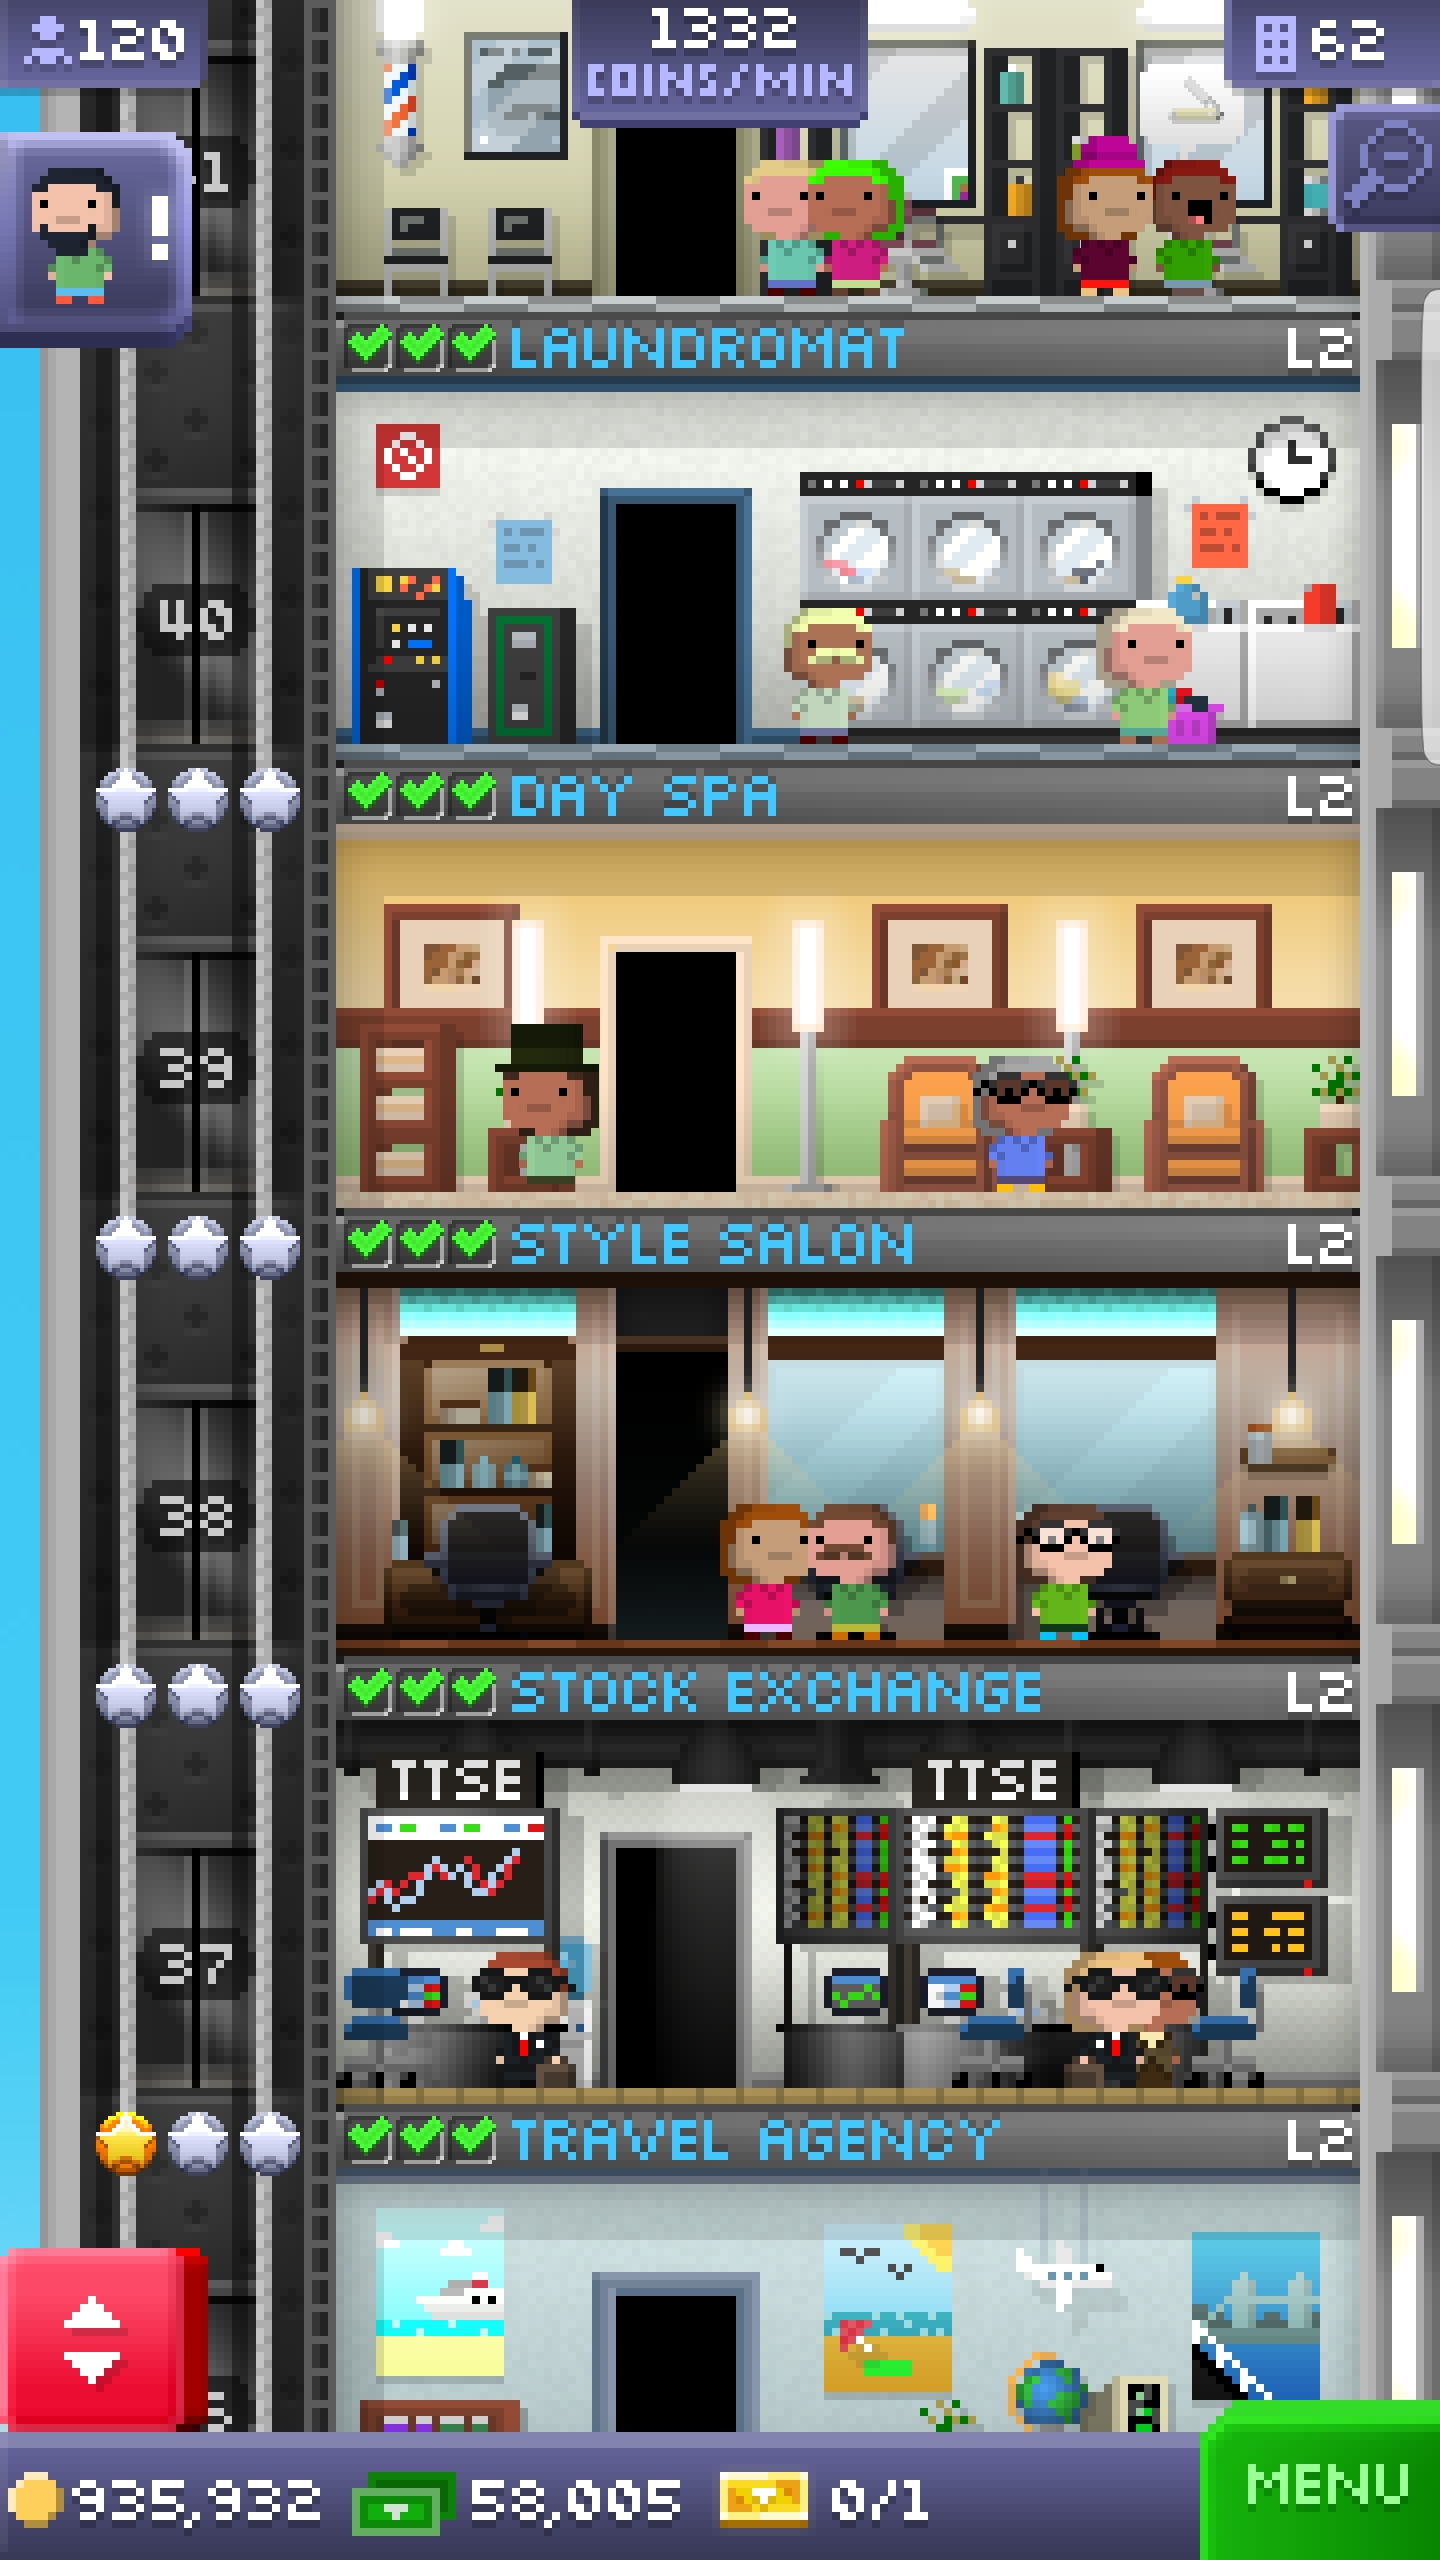 120
1332
COINS/MIN
62
!
LAUNDROMAT L2
40
DAY SPA L2
39
STYLE SALON L2
38
STOCK EXCHANGE L2
TTSE TTSE
37
TRAVEL AGENCY L2
935,932 58,005 0/1
MENU